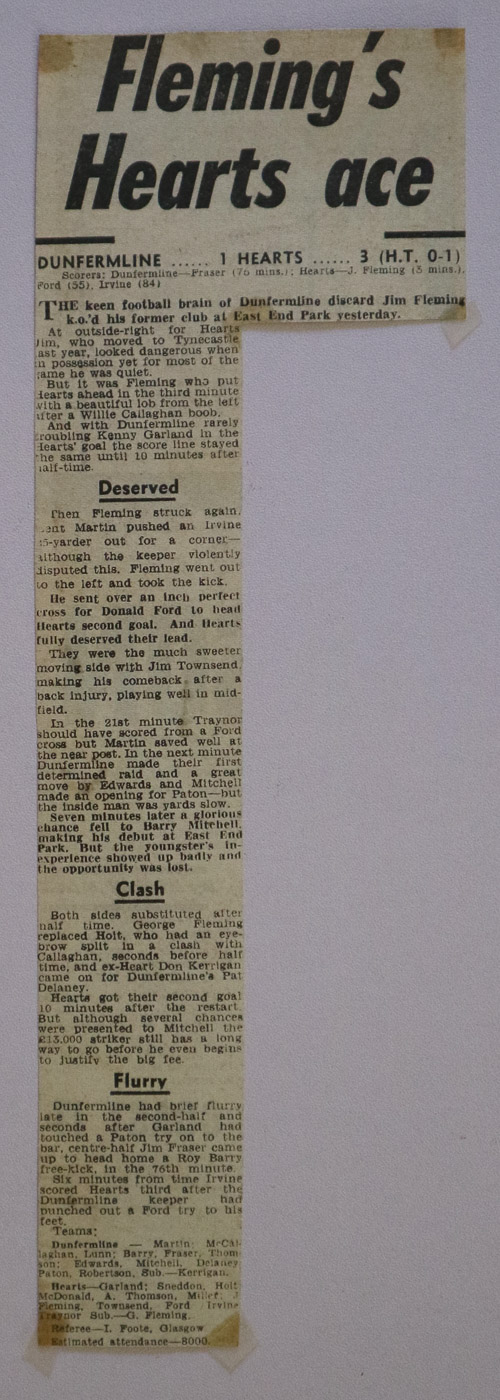 Fleming's
Hearts ace
DUNFERMLINE ...... 1 HEARTS ...... 3 (H.T. 0-1)
Scorers: Dunfermline—Fraser (76 mins.); Hearts—J. Fleming (3 mins.),
Ford (55), Irvine (84)
THE keen football brain of Dunfermline discard Jim Fleming
k.o.'d his former club at East End Park yesterday.
At outside-right for Hearts
Jim, who moved to Tynecastle
last year, looked dangerous when
in possession yet for most of the
game he was quiet.
But it was Fleming who put
Hearts ahead in the third minute
with a beautiful lob from the left
after a Willie Callaghan boob.
And with Dunfermline rarely
troubling Kenny Garland in the
Hearts' goal the score line stayed
the same until 10 minutes after
half-time.
Deserved
Then Fleming struck again.
Martin pushed an Irvine
-yarder out for a corner—
although the keeper violently
disputed this. Fleming went out
to the left and took the kick.
He sent over an inch perfect
cross for Donald Ford to head
Hearts second goal. And Hearts
fully deserved their lead.
They were the much sweeter
moving side with Jim Townsend,
making his comeback after a
back injury, playing well in mid-
field.
In the 21st minute Traynor
should have scored from a Ford
cross but Martin saved well at
the near post. In the next minute
Dunfermline made their first
determined raid and a great
move by Edwards and Mitchell
made an opening for Paton—but
the inside man was yards slow.
Seven minutes later a glorious
chance fell to Barry Mitchell,
making his debut at East End
Park. But the youngster's in-
experience showed up badly and
the opportunity was lost.
Clash
Both sides substituted after
half time. George Fleming
replaced Holt, who had an eye-
brow split in a clash with
Callaghan, seconds before half
time, and ex-Heart Don Kerrigan
came on for Dunfermline's Pat
Delaney.
Hearts got their second goal
10 minutes after the restart.
But although several chances
were presented to Mitchell the
£13,000 striker still has a long
way to go before he even begins
to justify the big fee.
Flurry
Dunfermline had brief flurry
late in the second-half and
seconds after Garland had
touched a Paton try on to the
bar, centre-half Jim Fraser came
up to head home a Roy Barry
free-kick, in the 76th minute.
Six minutes from time Irvine
scored Hearts third after the
Dunfermline keeper had
punched out a Ford try to his
feet.
Teams:
Dunfermline — Martin; McCal-
laghan, Lunn; Barry, Fraser, Thom-
son; Edwards, Mitchell, Delaney
Paton, Robertson. Sub.—Kerrigan.
Hearts—Garland; Sneddon, Holt
McDonald, A. Thomson, Miller; J
Fleming, Townsend, Ford Irvine
Traynor Sub.—G. Fleming.
Referee—I. Foote, Glasgow
Estimated attendance—8000.